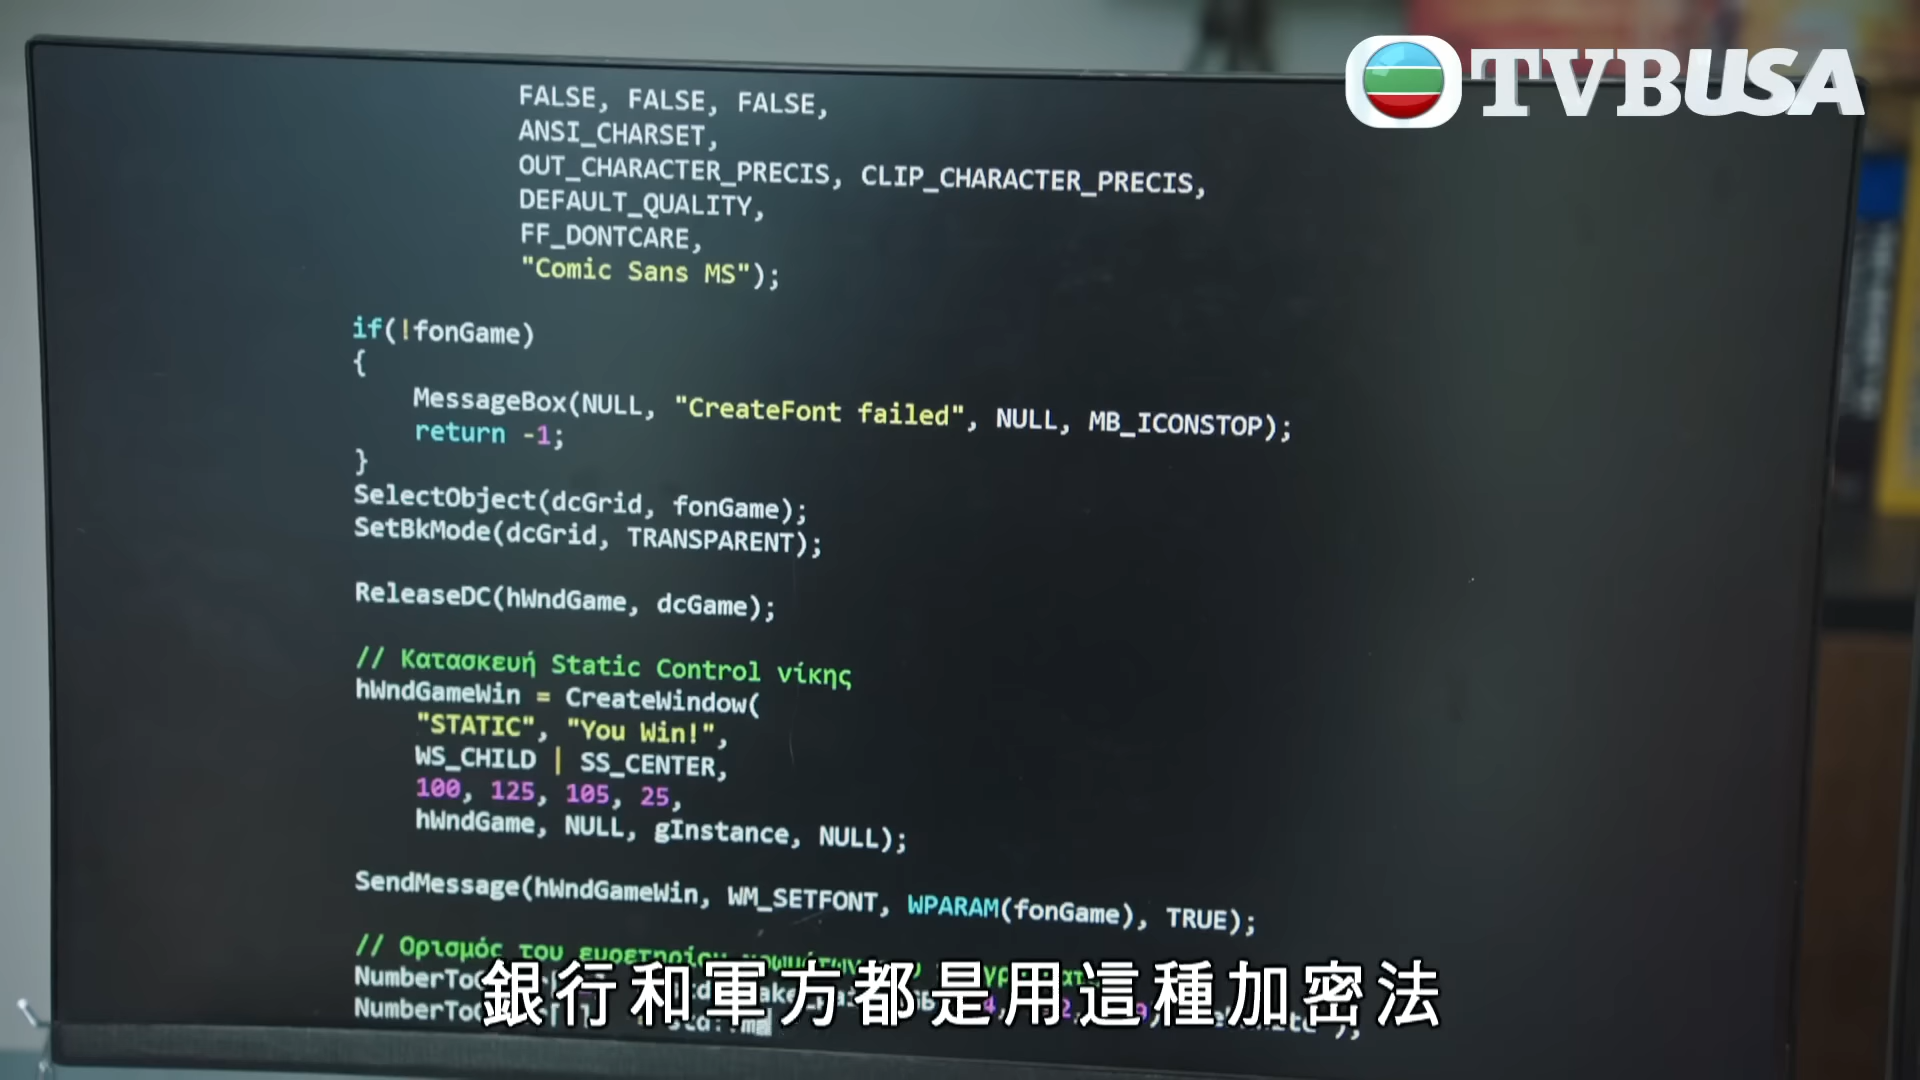 TVBUSA
FALSE, FALSE, FALSE,
ANSI_CHARSET,
OUT_CHARACTER_PRECIS, CLIP_CHARACTER_PRECIS,
DEFAULT_QUALITY,
FF_DONTCARE,
"Comic Sans MS");
if(!fonGame)
{
MessageBox(NULL, "CreateFont failed", NULL, MB_ICONSTOP);
return -1;
}
SelectObject(dcGrid, fonGame);
SetBkMode(dcGrid, TRANSPARENT);
ReleaseDC(hWndGame, dcGame);
// Κατασκευή Static Control νίκης
hWndGameWin = CreateWindow(
"STATIC", "You Win!",
WS_CHILD | SS_CENTER,
100, 125, 105, 25,
hWndGame, NULL, gInstance, NULL);
SendMessage(hWndGameWin, WM_SETFONT, WPARAM(fonGame), TRUE);
// Ορισμός του ευρετηρίου
銀行和軍方都是用這種加密法